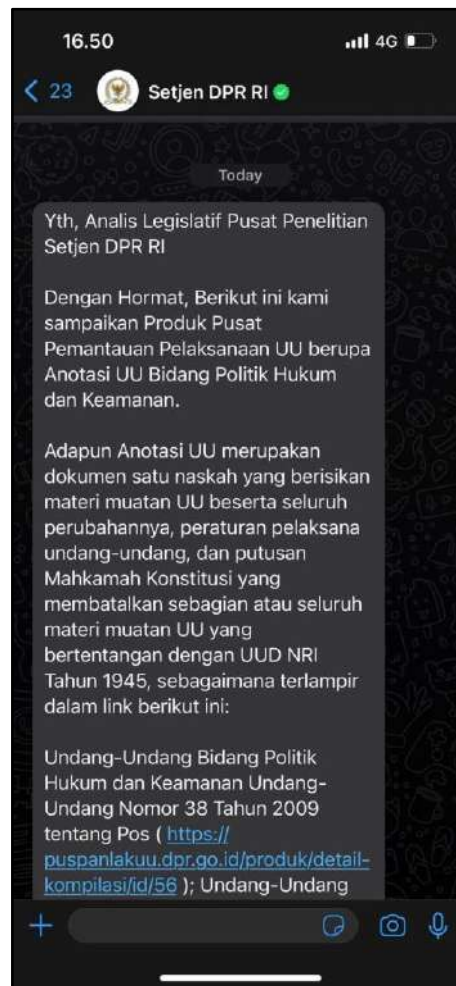 16.50
4G
23
Setjen DPR RI
Today
Yth, Analis Legislatif Pusat Penelitian
Setjen DPR RI
Dengan Hormat, Berikut ini kami
sampaikan Produk Pusat
Pemantauan Pelaksanaan UU berupa
Anotasi UU Bidang Politik Hukum
dan Keamanan.
Adapun Anotasi UU merupakan
dokumen satu naskah yang berisikan
materi muatan UU beserta seluruh
perubahannya, peraturan pelaksana
undang-undang, dan putusan
Mahkamah Konstitusi yang
membatalkan sebagian atau seluruh
materi muatan UU yang
bertentangan dengan UUD NRI
Tahun 1945, sebagaimana terlampir
dalam link berikut ini:
Undang-Undang Bidang Politik
Hukum dan Keamanan Undang-
Undang Nomor 38 Tahun 2009
tentang Pos ( https://
puspanlakuu.dpr.go.id/produk/detail-
kompilasi/id/56 ); Undang-Undang